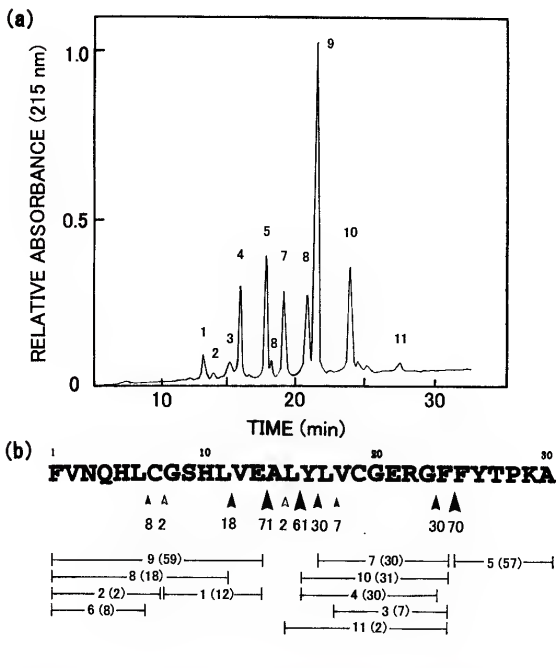 (a)
RELATIVE ABSORBANCE (215 nm)
1.0
0.5
0
1
2
3
4
5
8
7
8
9
10
11
10 20 30
TIME (min)
(b)
1 10 20 30
FVNQHLCGSHLVEALYLVCGERGFFYTPKA
8 2 18 71 2 61 30 7 30 70
9 (59) 7 (30) 5 (57)
8 (18) 10 (31)
2 (2) 1 (12) 4 (30)
6 (8) 3 (7)
11 (2)